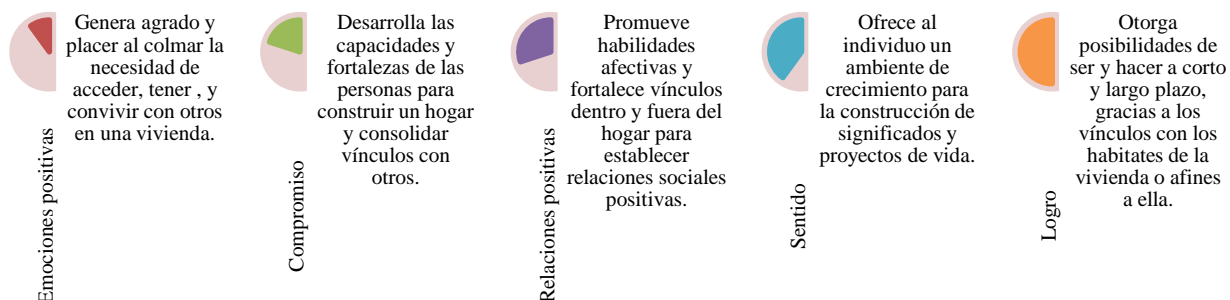 Genera agrado y
placer al colmar la
necesidad de
acceder, tener , y
convivir con otros
en una vivienda.
Emociones positivas
Desarrolla las
capacidades y
fortalezas de las
personas para
construir un hogar
y consolidar
vínculos con
otros.
Compromiso
Promueve
habilidades
afectivas y
fortalece vínculos
dentro y fuera del
hogar para
establecer
relaciones sociales
positivas.
Relaciones positivas
Ofrece al
individuo un
ambiente de
crecimiento para
la construcción de
significados y
proyectos de vida.
Sentido
Otorga
posibilidades de
ser y hacer a corto
y largo plazo,
gracias a los
vínculos con los
habitates de la
vivienda o afines
a ella.
Logro